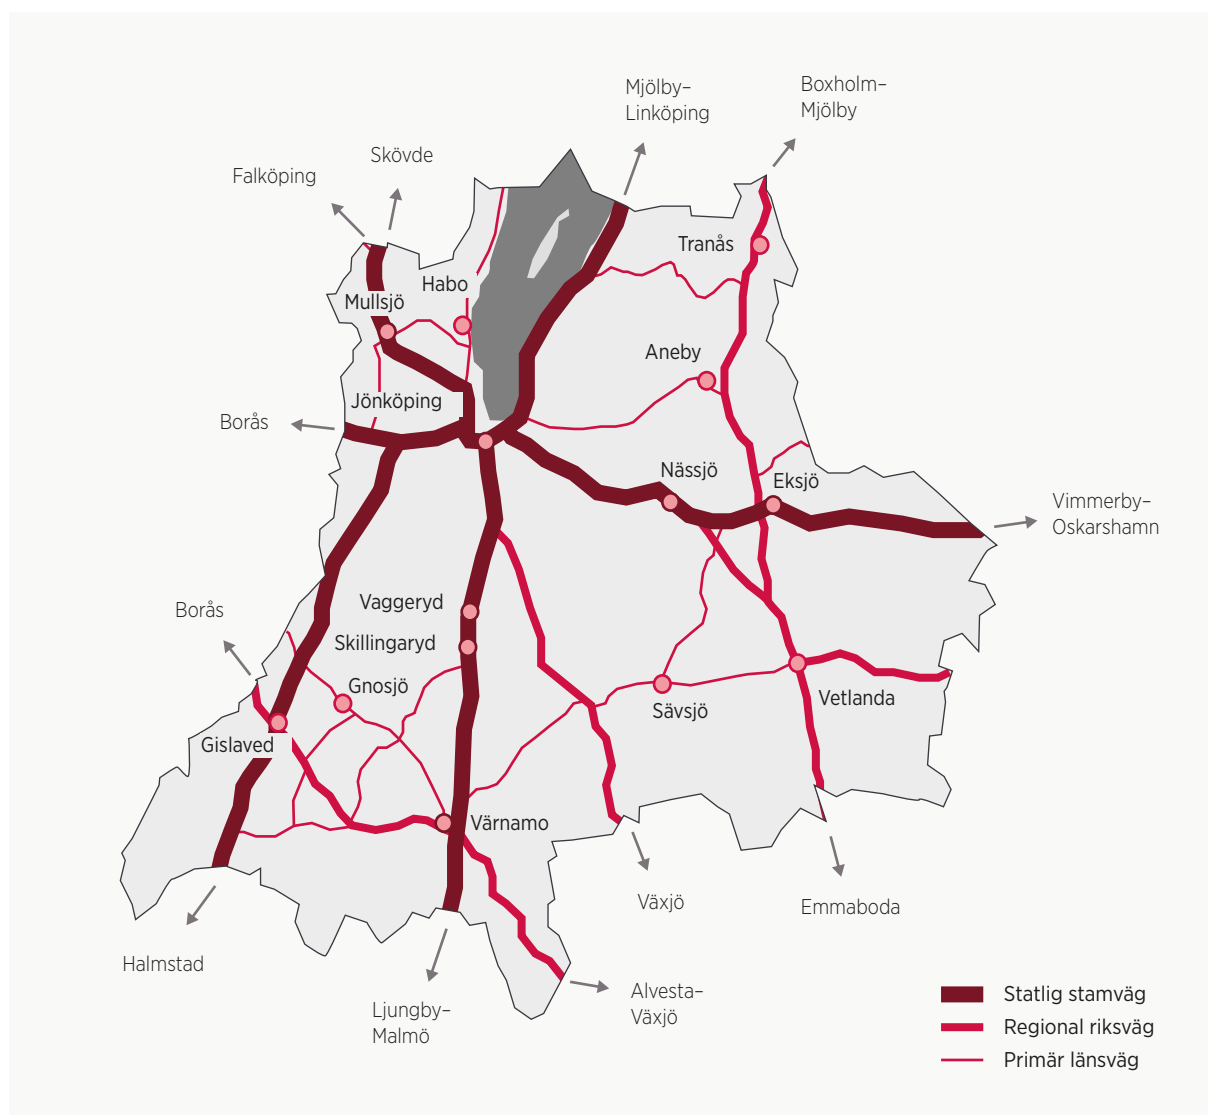 Mjölby–
Linköping
Boxholm–
Mjölby
Skövde
Falköping
Tranås
Habo
Mullsjö
Aneby
Jönköping
Borås
Nässjö
Eksjö
Vimmerby–
Oskarshamn
Vaggeryd
Borås
Skillingaryd
Gnosjö
Vetlanda
Sävsjö
Gislaved
Värnamo
Växjö
Emmaboda
Halmstad
Ljungby–
Malmö
Alvesta–
Växjö
Statlig stamväg
Regional riksväg
Primär länsväg